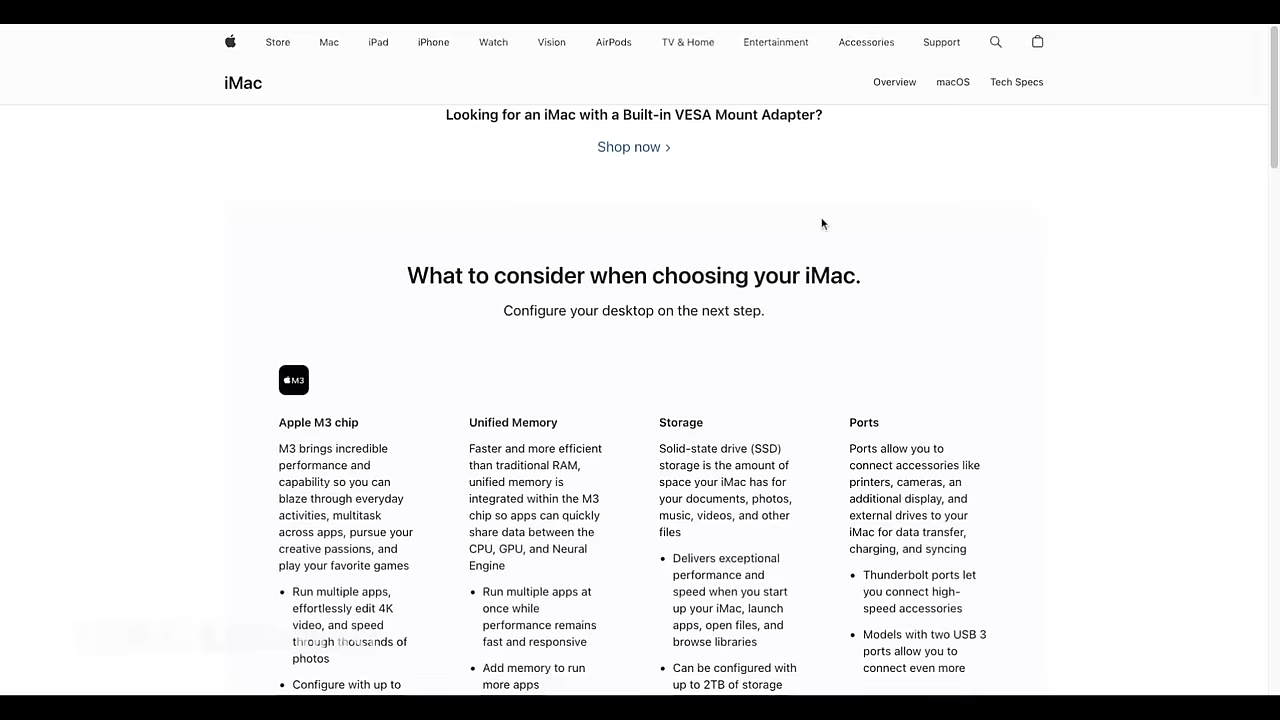 Store Mac iPad iPhone Watch Vision AirPods TV & Home Entertainment Accessories Support
iMac
Overview macOS Tech Specs
Looking for an iMac with a Built-in VESA Mount Adapter?
Shop now >
What to consider when choosing your iMac.
Configure your desktop on the next step.
M3
Apple M3 chip
M3 brings incredible
performance and
capability so you can
blaze through everyday
activities, multitask
across apps, pursue your
creative passions, and
play your favorite games
• Run multiple apps,
effortlessly edit 4K
video, and speed
through thousands of
photos
• Configure with up to
Unified Memory
Faster and more efficient
than traditional RAM,
unified memory is
integrated within the M3
chip so apps can quickly
share data between the
CPU, GPU, and Neural
Engine
• Run multiple apps at
once while
performance remains
fast and responsive
• Add memory to run
more apps
Storage
Solid-state drive (SSD)
storage is the amount of
space your iMac has for
your documents, photos,
music, videos, and other
files
• Delivers exceptional
performance and
speed when you start
up your iMac, launch
apps, open files, and
browse libraries
• Can be configured with
up to 2TB of storage
Ports
Ports allow you to
connect accessories like
printers, cameras, an
additional display, and
external drives to your
iMac for data transfer,
charging, and syncing
• Thunderbolt ports let
you connect high-
speed accessories
• Models with two USB 3
ports allow you to
connect even more